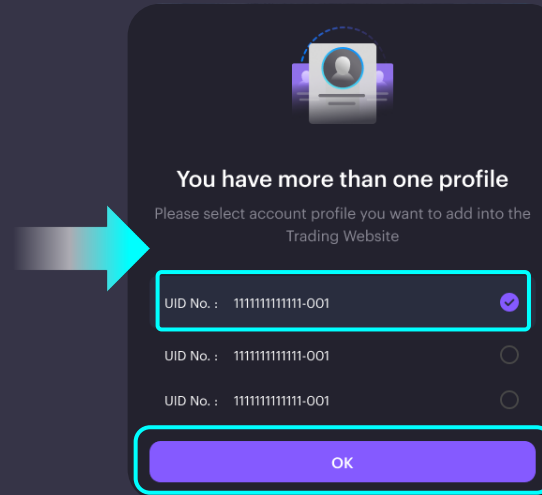 You have more than one profile
Please select account profile you want to add into the
Trading Website
UID No. : 1111111111111-001
UID No. : 1111111111111-001
UID No. : 1111111111111-001
OK